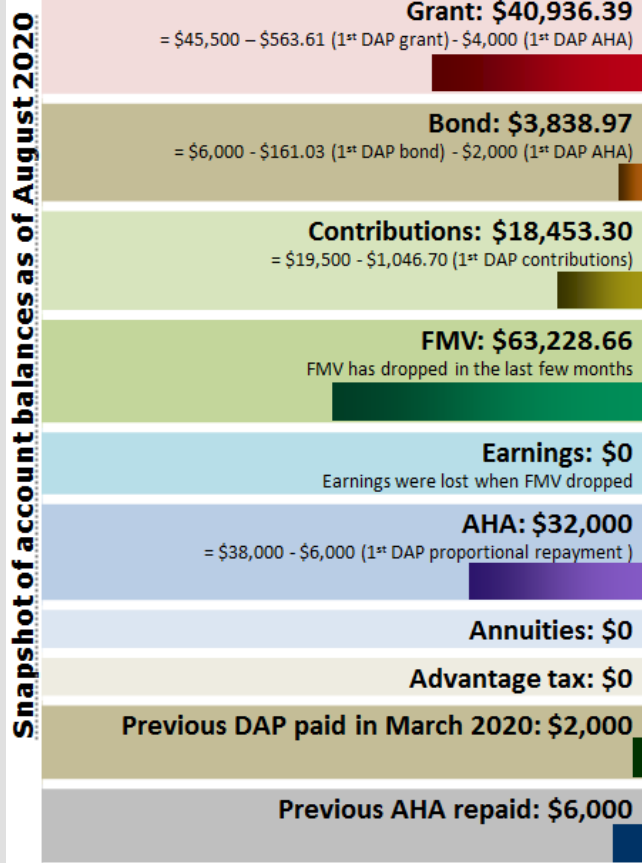 Snapshot of account balances as of August 2020
Grant: $40,936.39
= $45,500 – $563.61 (1st DAP grant) - $4,000 (1st DAP AHA)
Bond: $3,838.97
= $6,000 - $161.03 (1st DAP bond) - $2,000 (1st DAP AHA)
Contributions: $18,453.30
= $19,500 - $1,046.70 (1st DAP contributions)
FMV: $63,228.66
FMV has dropped in the last few months
Earnings: $0
Earnings were lost when FMV dropped
AHA: $32,000
= $38,000 - $6,000 (1st DAP proportional repayment )
Annuities: $0
Advantage tax: $0
Previous DAP paid in March 2020: $2,000
Previous AHA repaid: $6,000